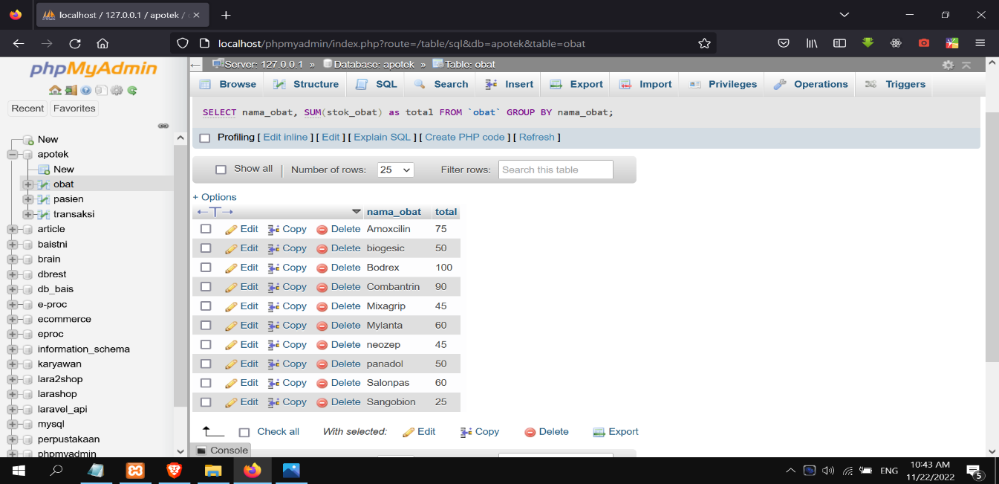 localhost / 127.0.0.1 / apotek /
localhost/phpmyadmin/index.php?route=/table/sql&db=apotek&table=obat
phpMyAdmin
Recent Favorites
New
apotek
New
obat
pasien
transaksi
article
baistni
brain
dbrest
db_bais
e-proc
ecommerce
eproc
information_schema
karyawan
lara2shop
larashop
laravel_api
mysql
perpustakaan
phpmyadmin
Server: 127.0.0.1 » Database: apotek » Table: obat
Browse Structure SQL Search Insert Export Import Privileges Operations Triggers
SELECT nama_obat, SUM(stok_obat) as total FROM `obat` GROUP BY nama_obat;
Profiling [ Edit inline ] [ Edit ] [ Explain SQL ] [ Create PHP code ] [ Refresh ]
Show all | Number of rows: 25 Filter rows: Search this table
+ Options
←T→ nama_obat total
Edit Copy Delete Amoxcilin 75
Edit Copy Delete biogesic 50
Edit Copy Delete Bodrex 100
Edit Copy Delete Combantrin 90
Edit Copy Delete Mixagrip 45
Edit Copy Delete Mylanta 60
Edit Copy Delete neozep 45
Edit Copy Delete panadol 50
Edit Copy Delete Salonpas 60
Edit Copy Delete Sangobion 25
Check all With selected: Edit Copy Delete Export
Console
ENG
10:43 AM
11/22/2022
5